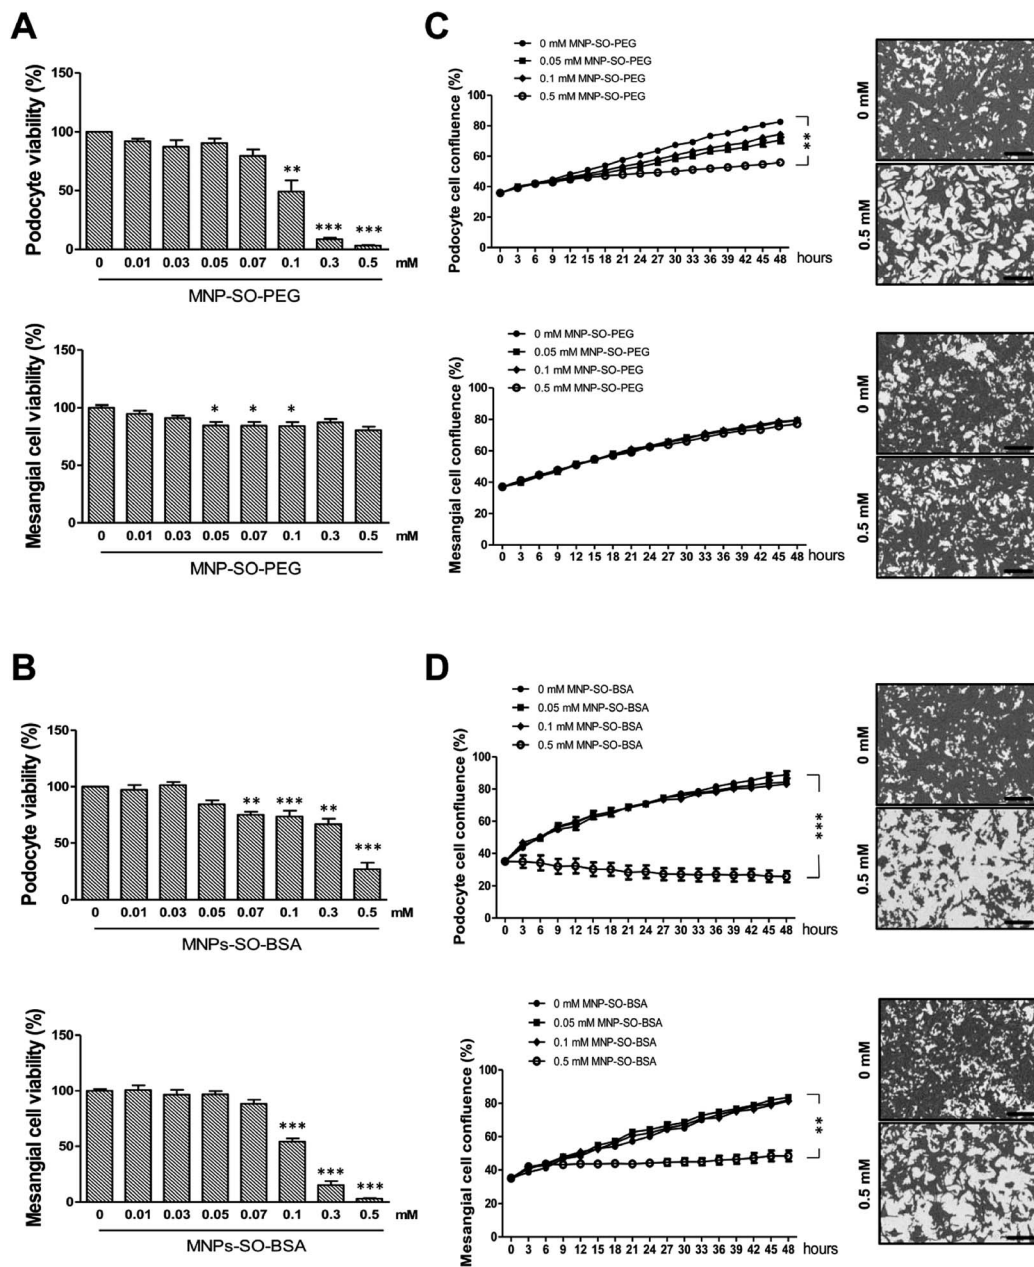 A
Podocyte viability (%)
150
100
50
0
** *** ***
0 0.01 0.03 0.05 0.07 0.1 0.3 0.5 mM
MNP-SO-PEG
Mesangial cell viability (%)
150
100
50
0
* * *
0 0.01 0.03 0.05 0.07 0.1 0.3 0.5 mM
MNP-SO-PEG
C
0 mM MNP-SO-PEG
0.05 mM MNP-SO-PEG
0.1 mM MNP-SO-PEG
0.5 mM MNP-SO-PEG
Podocyte cell confluence (%)
100
80
60
40
20
0
**
0 3 6 9 12 15 18 21 24 27 30 33 36 39 42 45 48 hours
0 mM
0.5 mM
0 mM MNP-SO-PEG
0.05 mM MNP-SO-PEG
0.1 mM MNP-SO-PEG
0.5 mM MNP-SO-PEG
Mesangial cell confluence (%)
100
80
60
40
20
0
0 3 6 9 12 15 18 21 24 27 30 33 36 39 42 45 48 hours
0 mM
0.5 mM
B
Podocyte viability (%)
150
100
50
0
** *** ** ***
0 0.01 0.03 0.05 0.07 0.1 0.3 0.5 mM
MNPs-SO-BSA
Mesangial cell viability (%)
150
100
50
0
*** *** ***
0 0.01 0.03 0.05 0.07 0.1 0.3 0.5 mM
MNPs-SO-BSA
D
0 mM MNP-SO-BSA
0.05 mM MNP-SO-BSA
0.1 mM MNP-SO-BSA
0.5 mM MNP-SO-BSA
Podocyte cell confluence (%)
100
80
60
40
20
0
***
0 3 6 9 12 15 18 21 24 27 30 33 36 39 42 45 48 hours
0 mM
0.5 mM
0 mM MNP-SO-BSA
0.05 mM MNP-SO-BSA
0.1 mM MNP-SO-BSA
0.5 mM MNP-SO-BSA
Mesangial cell confluence (%)
100
80
60
40
20
0
**
0 3 6 9 12 15 18 21 24 27 30 33 36 39 42 45 48 hours
0 mM
0.5 mM